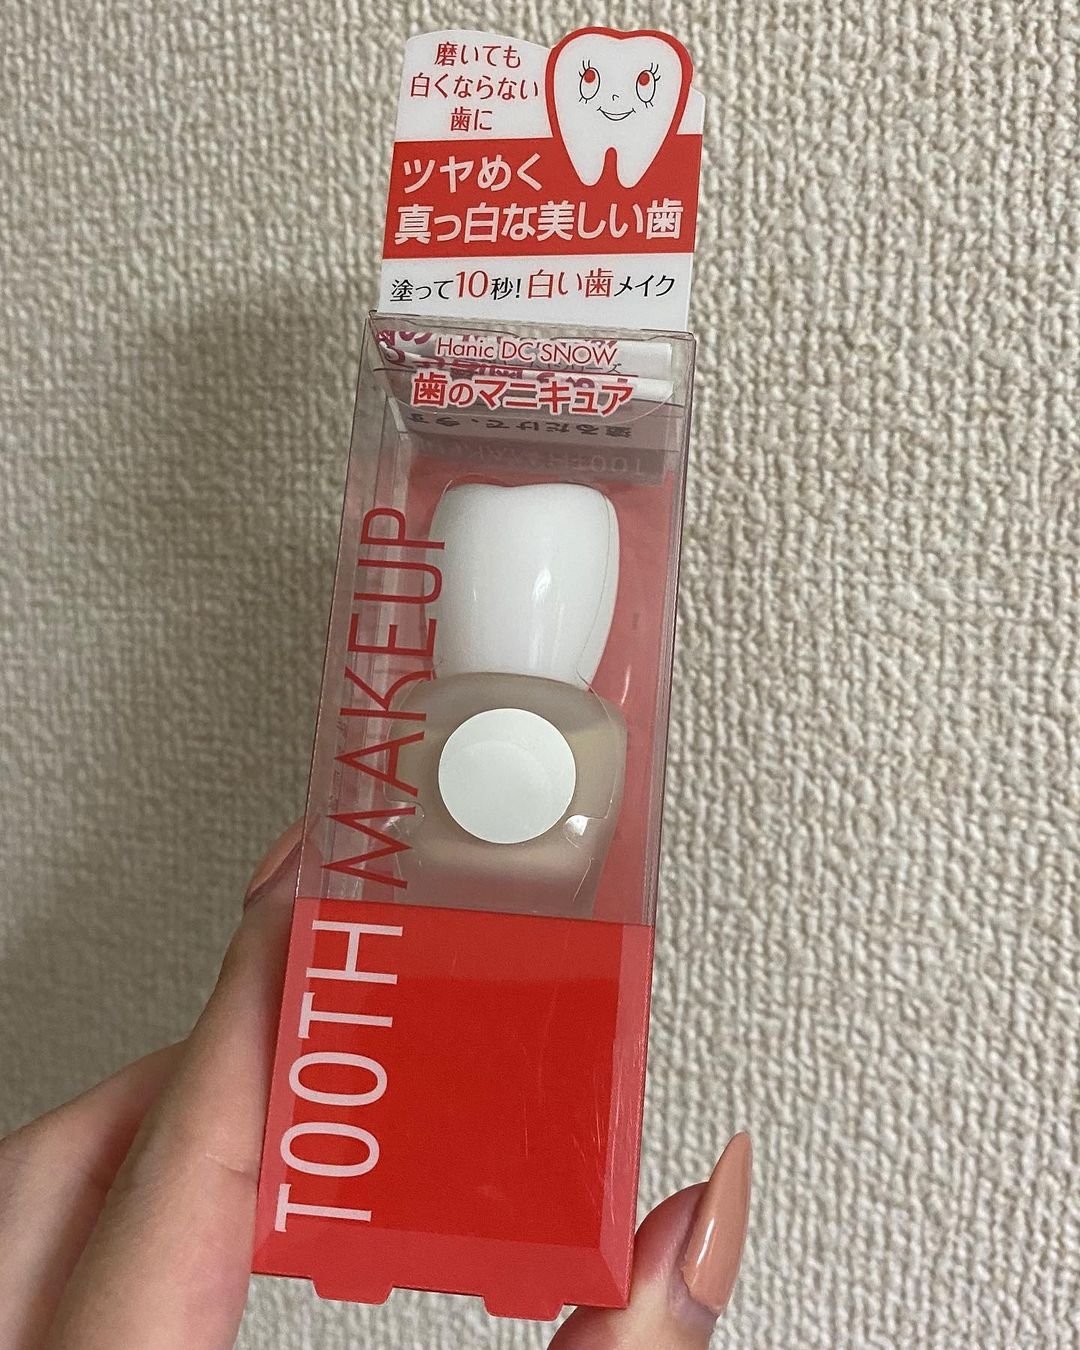 磨いても
白くならない
歯に
ツヤめく
真っ白な美しい歯
塗って10秒!白い歯メイク
Hanic DC SNOW
歯のマニキュア
TOOTH MAKEUP